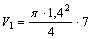 V₁ = (π · 1,4²)/4 · 7